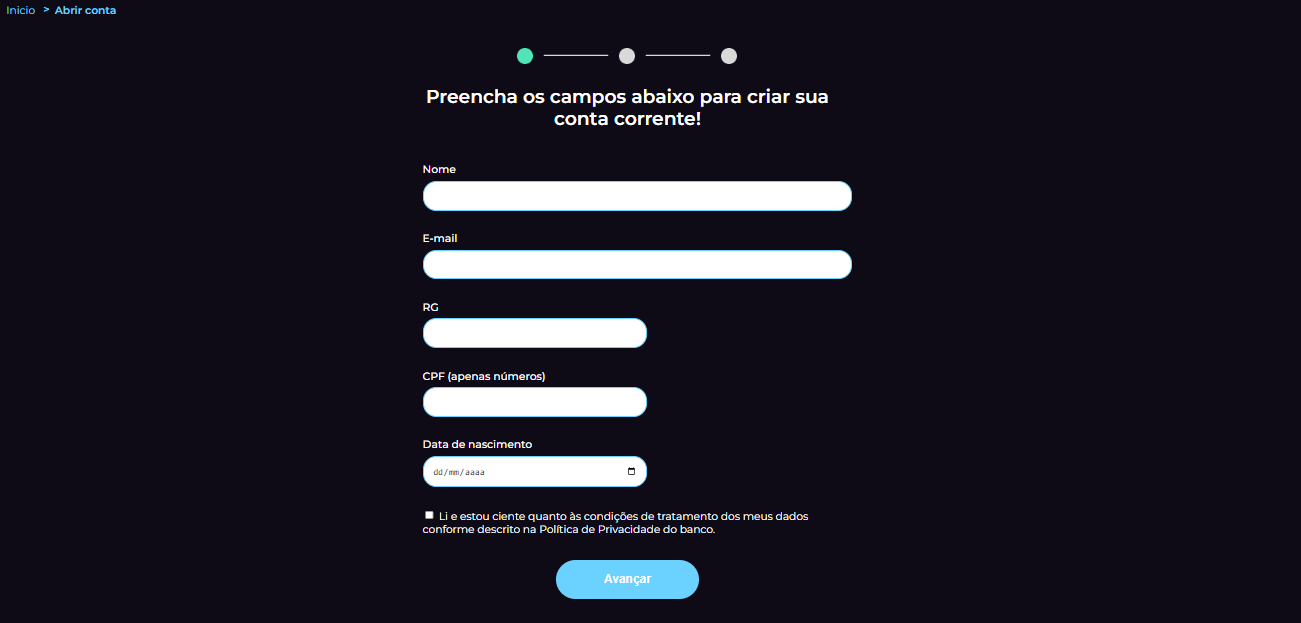 Inicio > Abrir conta
Preencha os campos abaixo para criar sua
conta corrente!
Nome
E-mail
RG
CPF (apenas números)
Data de nascimento
dd/mm/aaaa
Li e estou ciente quanto às condições de tratamento dos meus dados
conforme descrito na Política de Privacidade do banco.
Avançar